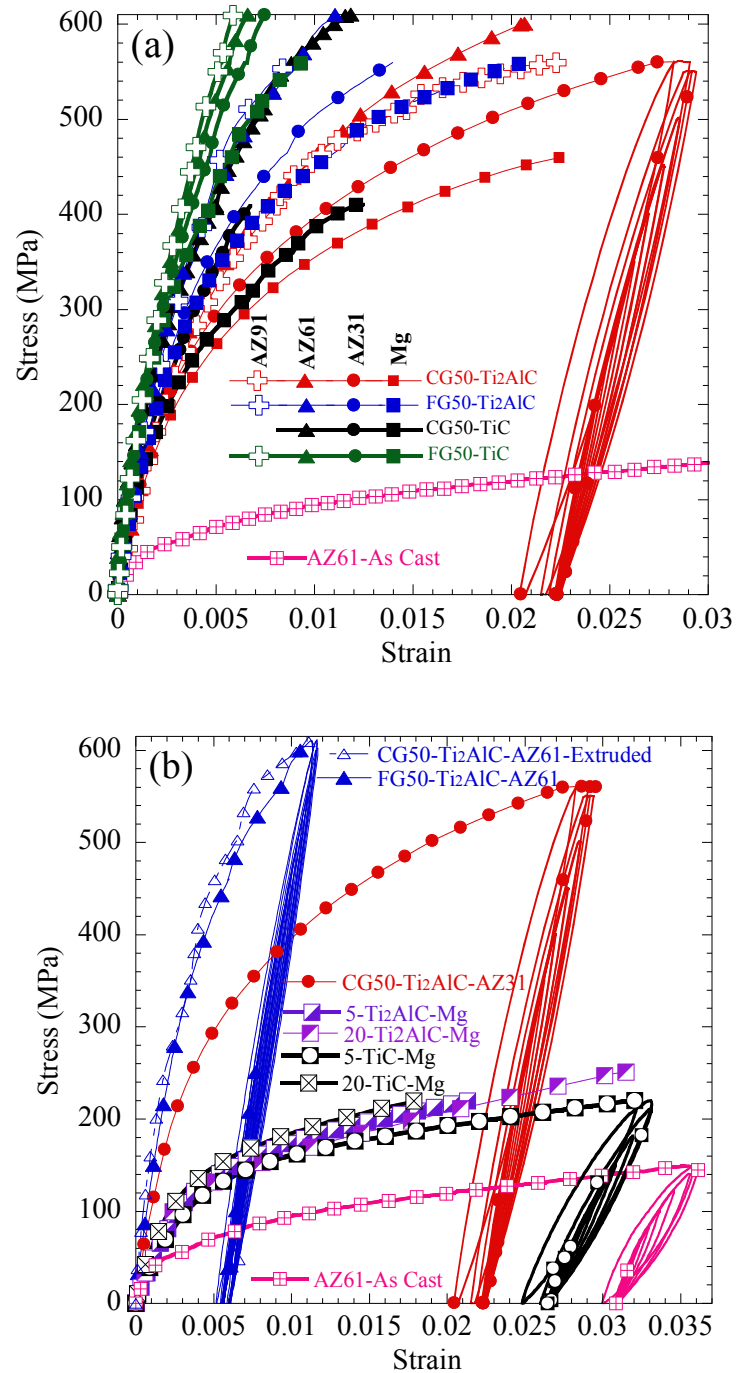 (a)
600
500
400
300
200
100
0
Stress (MPa)
AZ91
AZ61
AZ31
Mg
CG50-Ti2AlC
FG50-Ti2AlC
CG50-TiC
FG50-TiC
AZ61-As Cast
0 0.005 0.01 0.015 0.02 0.025 0.03
Strain
(b)
600
500
400
300
200
100
0
Stress (MPa)
CG50-Ti2AlC-AZ61-Extruded
FG50-Ti2AlC-AZ61
CG50-Ti2AlC-AZ31
5-Ti2AlC-Mg
20-Ti2AlC-Mg
5-TiC-Mg
20-TiC-Mg
AZ61-As Cast
0 0.005 0.01 0.015 0.02 0.025 0.03 0.035
Strain